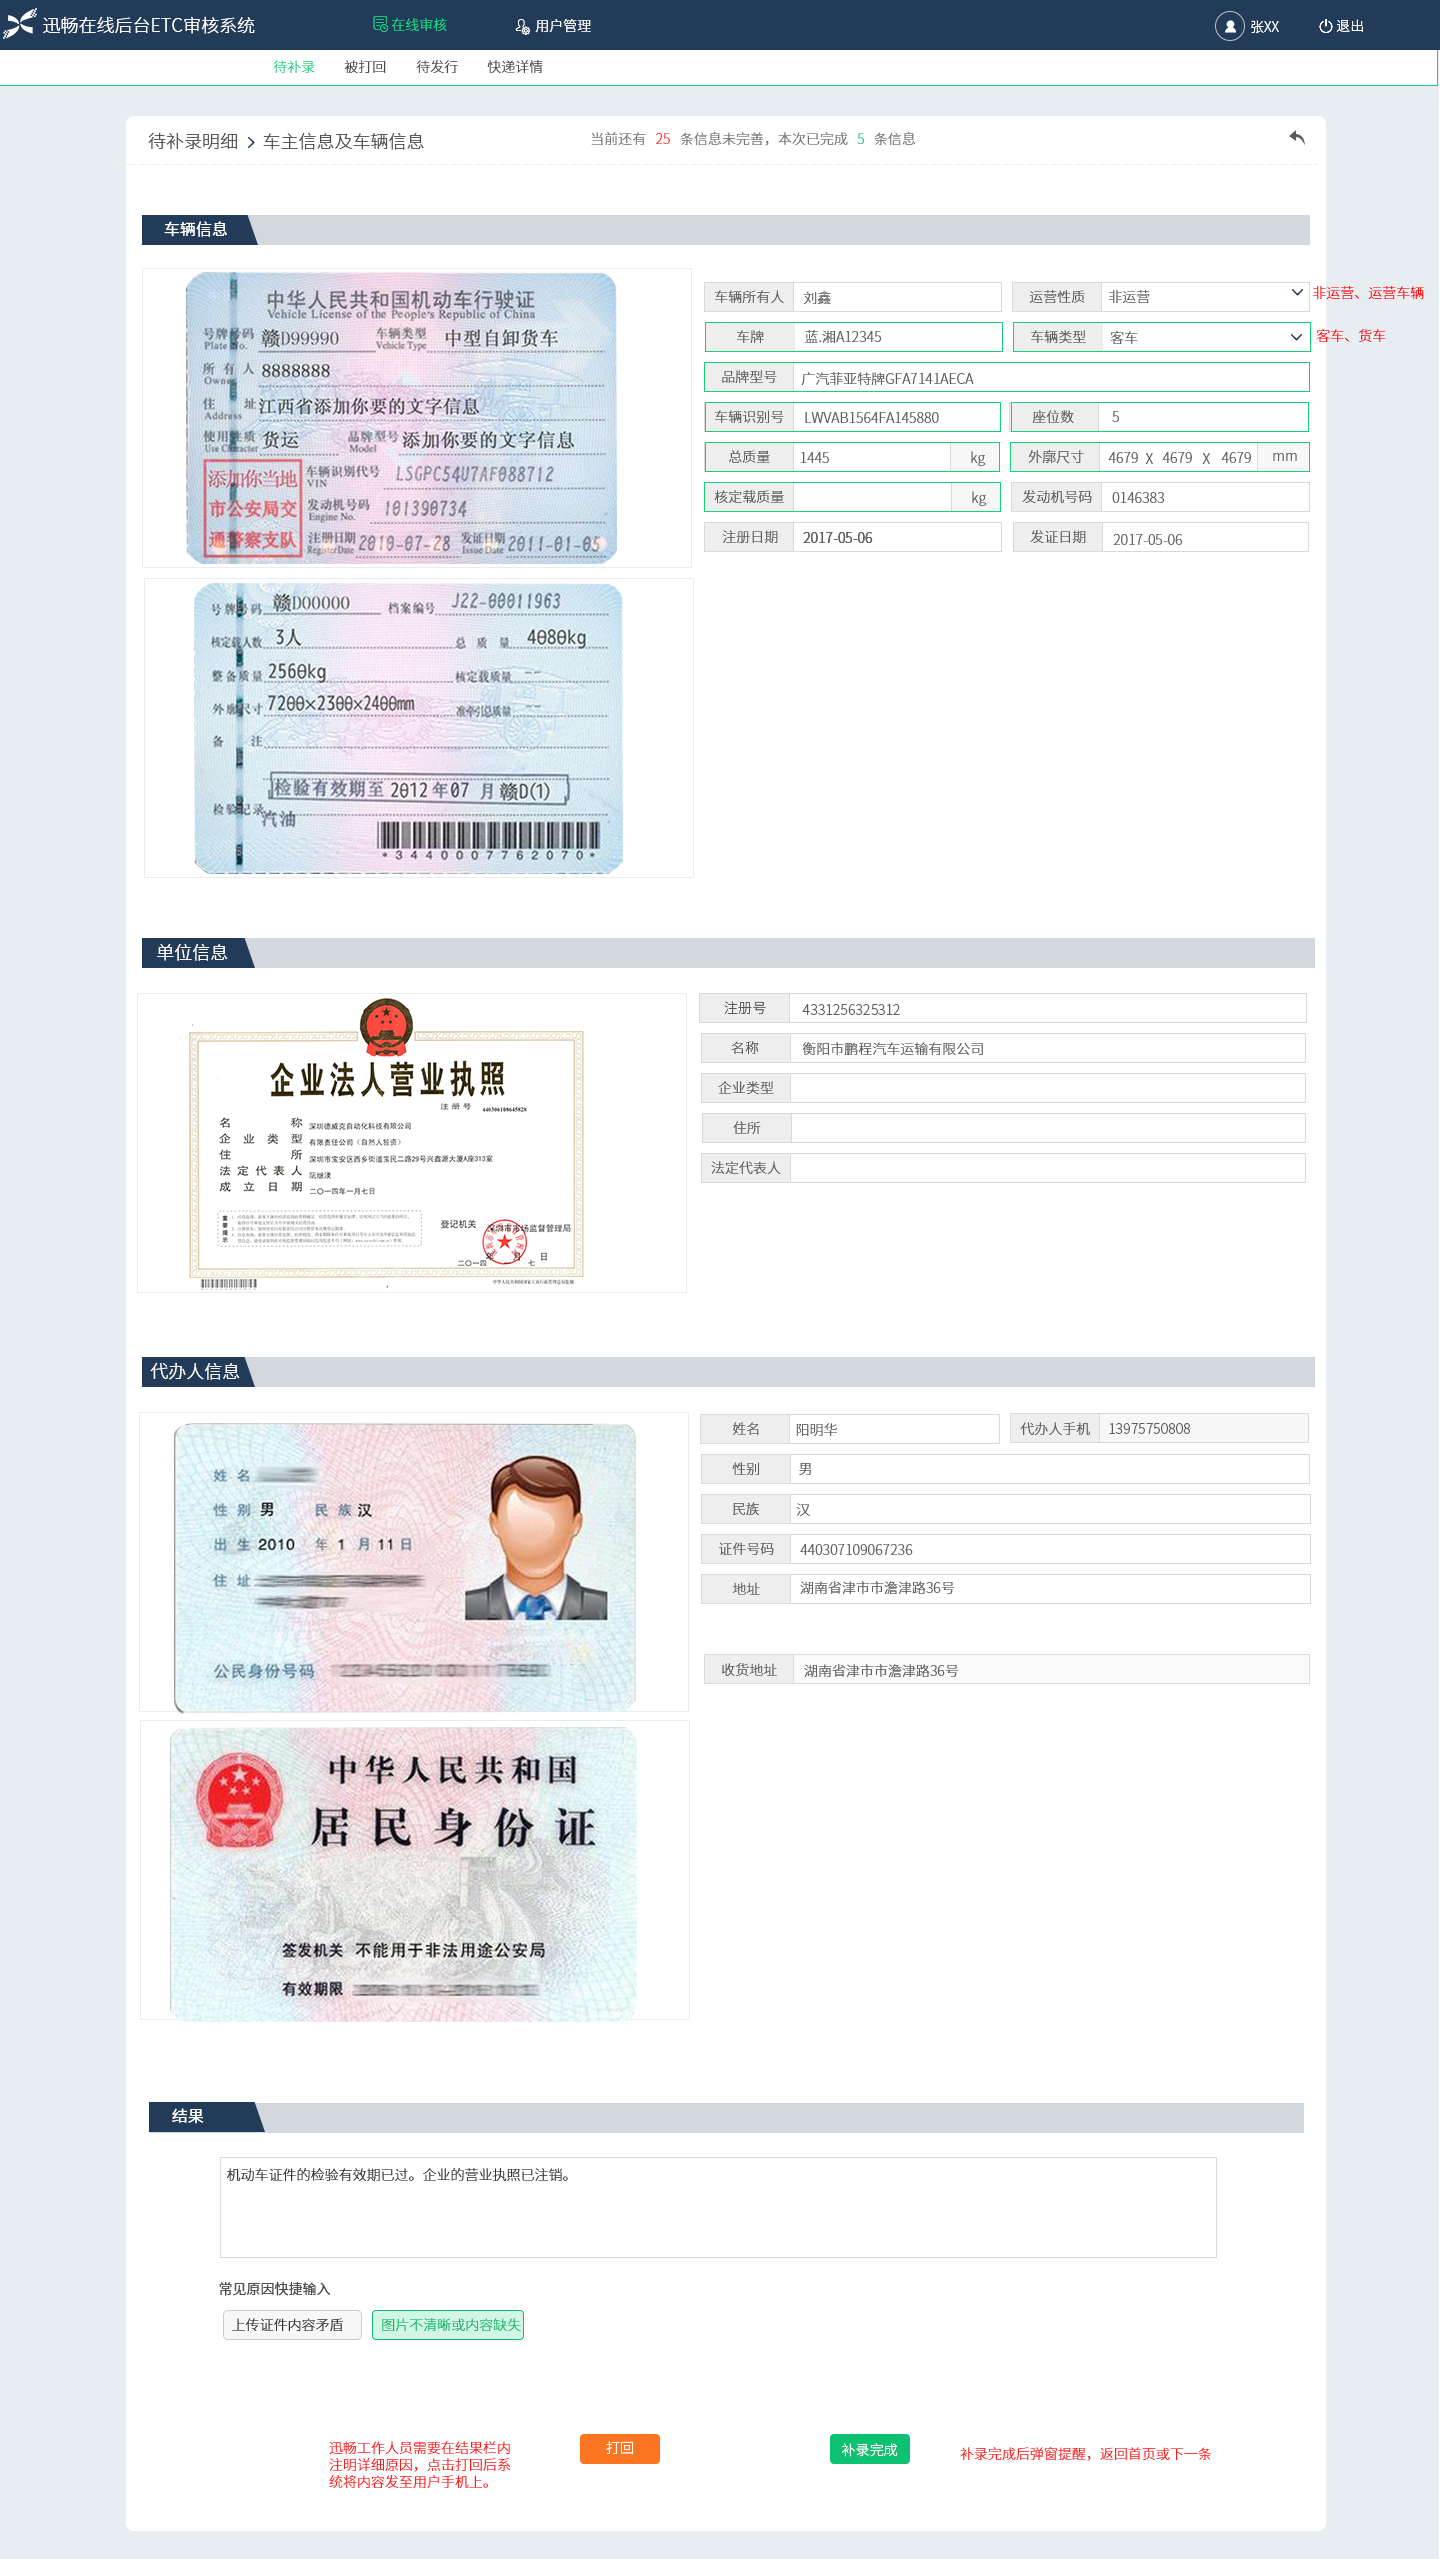 迅畅在线后台ETC审核系统 在线审核 用户管理 张XX 退出
待补录 被打回 待发行 快递详情
待补录明细 > 车主信息及车辆信息 当前还有 25 条信息未完善，本次已完成 5 条信息
车辆信息
中华人民共和国机动车行驶证
Vehicle License of the People's Republic of China
号牌号码 赣D99990 车辆类型 中型自卸货车
Plate No. Vehicle Type
所有人 8888888
Owner
住 址 江西省添加你要的文字信息
Address
使用性质 货运 品牌型号 添加你要的文字信息
Use Character Model
添加你当地
市公安局交
通警察支队
车辆识别代号 LSGPC54U7AF088712
VIN
发动机号码 101390734
Engine No.
注册日期 2010-07-28 发证日期 2011-01-05
Register Date Issue Date
车辆所有人 刘鑫 运营性质 非运营 非运营、运营车辆
车牌 蓝.湘A12345 车辆类型 客车 客车、货车
品牌型号 广汽菲亚特牌GFA7141AECA
车辆识别号 LWVAB1564FA145880 座位数 5
总质量 1445 kg 外廓尺寸 4679 X 4679 X 4679 mm
核定载质量 kg 发动机号码 0146383
注册日期 2017-05-06 发证日期 2017-05-06
号牌号码 赣D00000 档案编号 J22-00011963
核定载人数 3人 总 质 量 4080kg
整备质量 2560kg 核定载质量 --
外廓尺寸 7200×2300×2400mm 准牵引总质量 --
备 注
检验有效期至 2012 年07 月 赣D(1)
检验记录
汽油
*3440007762070*
单位信息
企业法人营业执照
注 册 号 440306108645828
名 称 深圳德威克自动化科技有限公司
企 业 类 型 有限责任公司（自然人独资）
住 所 深圳市宝安区西乡街道宝民二路29号兴鑫源大厦A座313室
法 定 代 表 人 阮继潢
成 立 日 期 二〇一四年一月七日
重要提示
登记机关 深圳市市场监督管理局
年 月 日
二〇一四 一 七
注册号 4331256325312
名称 衡阳市鹏程汽车运输有限公司
企业类型
住所
法定代表人
代办人信息
姓 名
性 别 男 民 族 汉
出 生 2010 年 1 月 11 日
住 址
公民身份号码
姓名 阳明华 代办人手机 13975750808
性别 男
民族 汉
证件号码 440307109067236
地址 湖南省津市市澹津路36号
收货地址 湖南省津市市澹津路36号
中华人民共和国
居民身份证
签发机关 不能用于非法用途公安局
有效期限
结果
机动车证件的检验有效期已过。企业的营业执照已注销。
常见原因快捷输入
上传证件内容矛盾 图片不清晰或内容缺失
迅畅工作人员需要在结果栏内
注明详细原因，点击打回后系
统将内容发至用户手机上。
打回 补录完成 补录完成后弹窗提醒，返回首页或下一条